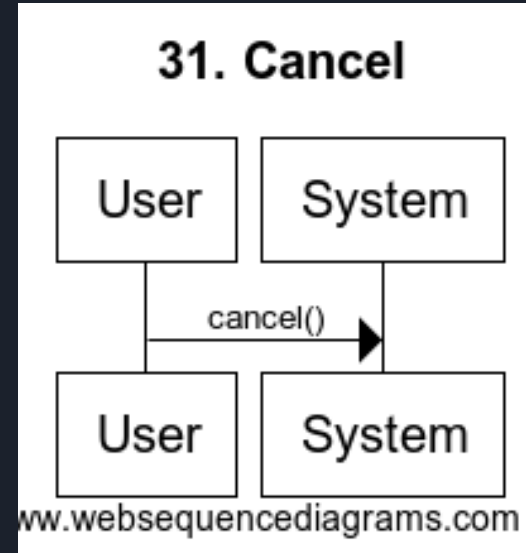 31. Cancel
User System
cancel()
User System
ww.websequencediagrams.com